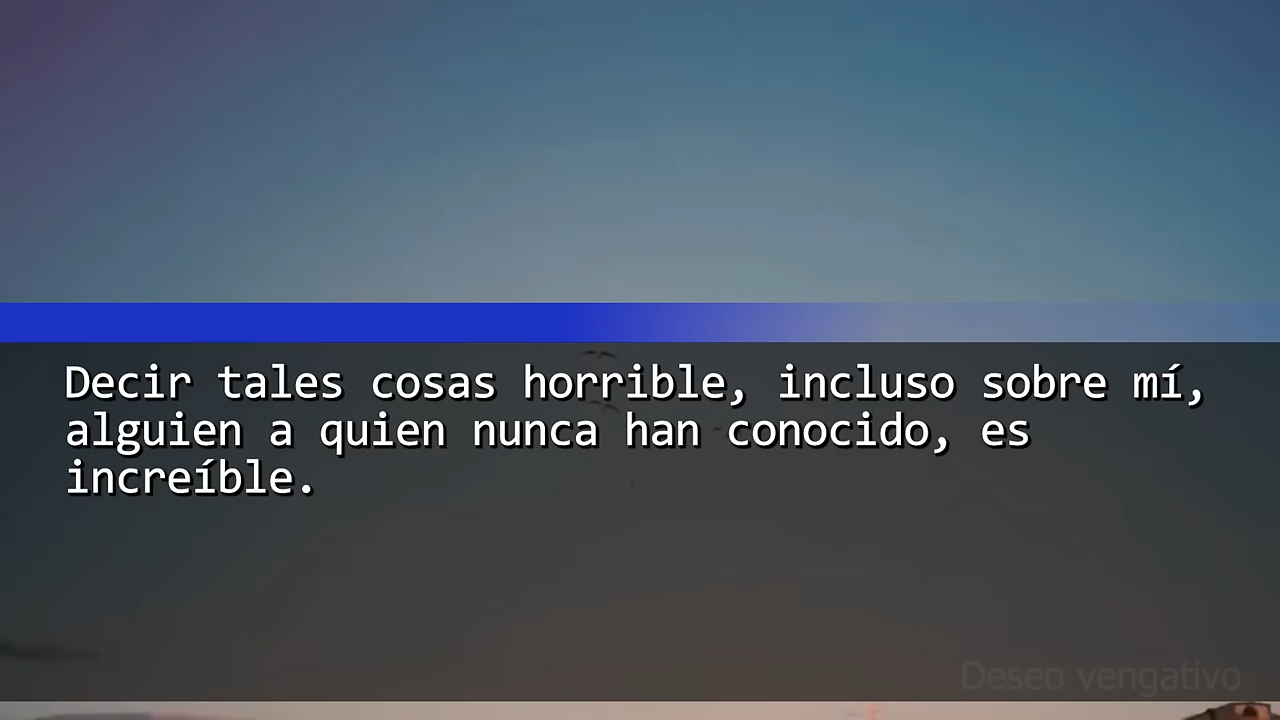 Decir tales cosas horrible, incluso sobre mí,
alguien a quien nunca han conocido, es
increíble.
Deseo vengativo